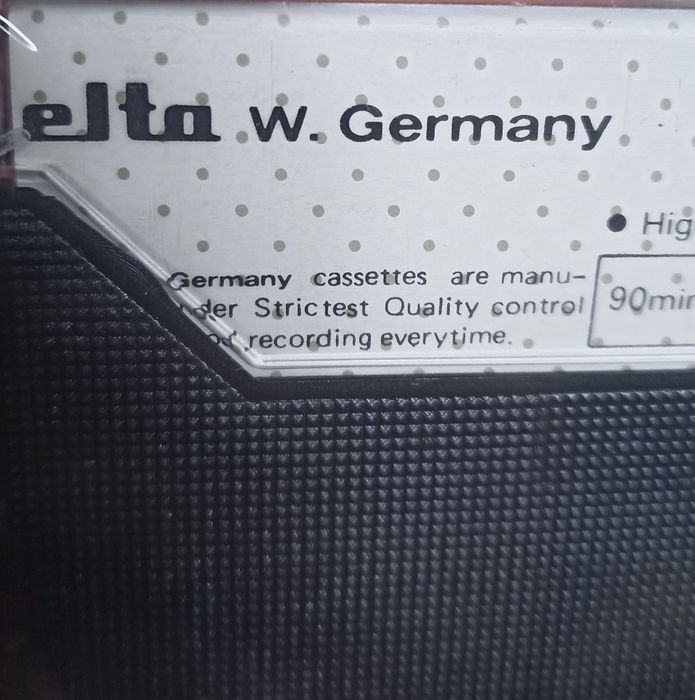 elta W. Germany
● Hig
Germany cassettes are manu-
der Strictest Quality control
90min
recording everytime.